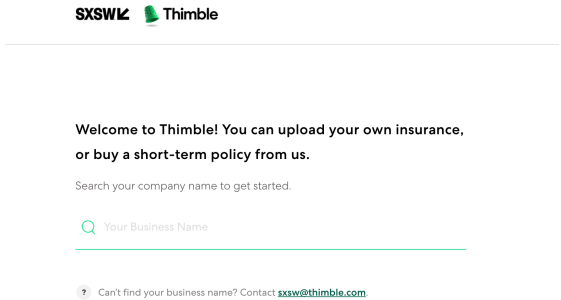 SXSW Thimble
Welcome to Thimble! You can upload your own insurance,
or buy a short-term policy from us.
Search your company name to get started.
Your Business Name
? Can't find your business name? Contact sxsw@thimble.com.